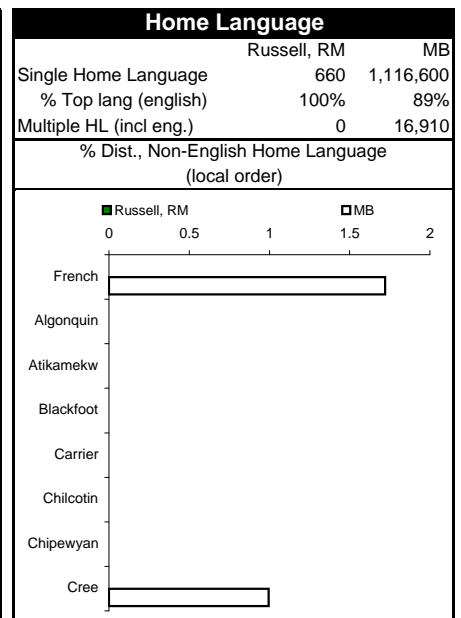 Home Language
Russell, RM MB
Single Home Language 660 1,116,600
% Top lang (english) 100% 89%
Multiple HL (incl eng.) 0 16,910
% Dist., Non-English Home Language
(local order)
Russell, RM MB
0 0.5 1 1.5 2
French
Algonquin
Atikamekw
Blackfoot
Carrier
Chilcotin
Chipewyan
Cree